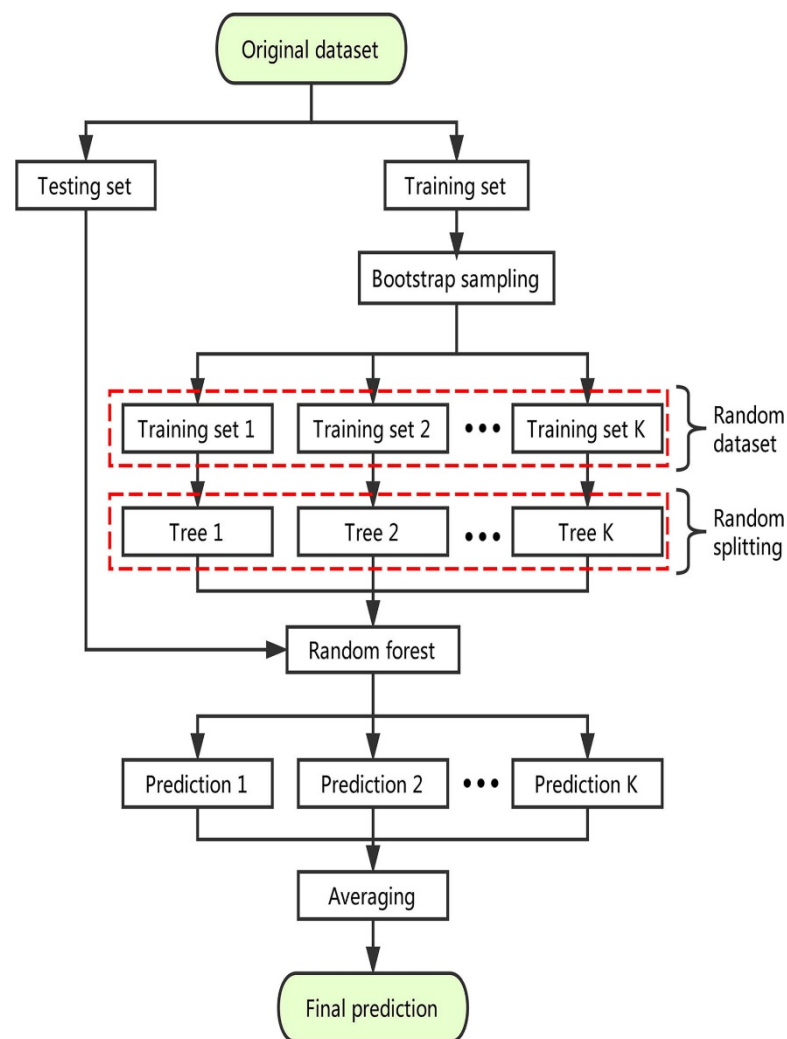 Original dataset
Testing set
Training set
Bootstrap sampling
Training set 1
Training set 2
•••
Training set K
Random
dataset
Tree 1
Tree 2
•••
Tree K
Random
splitting
Random forest
Prediction 1
Prediction 2
•••
Prediction K
Averaging
Final prediction